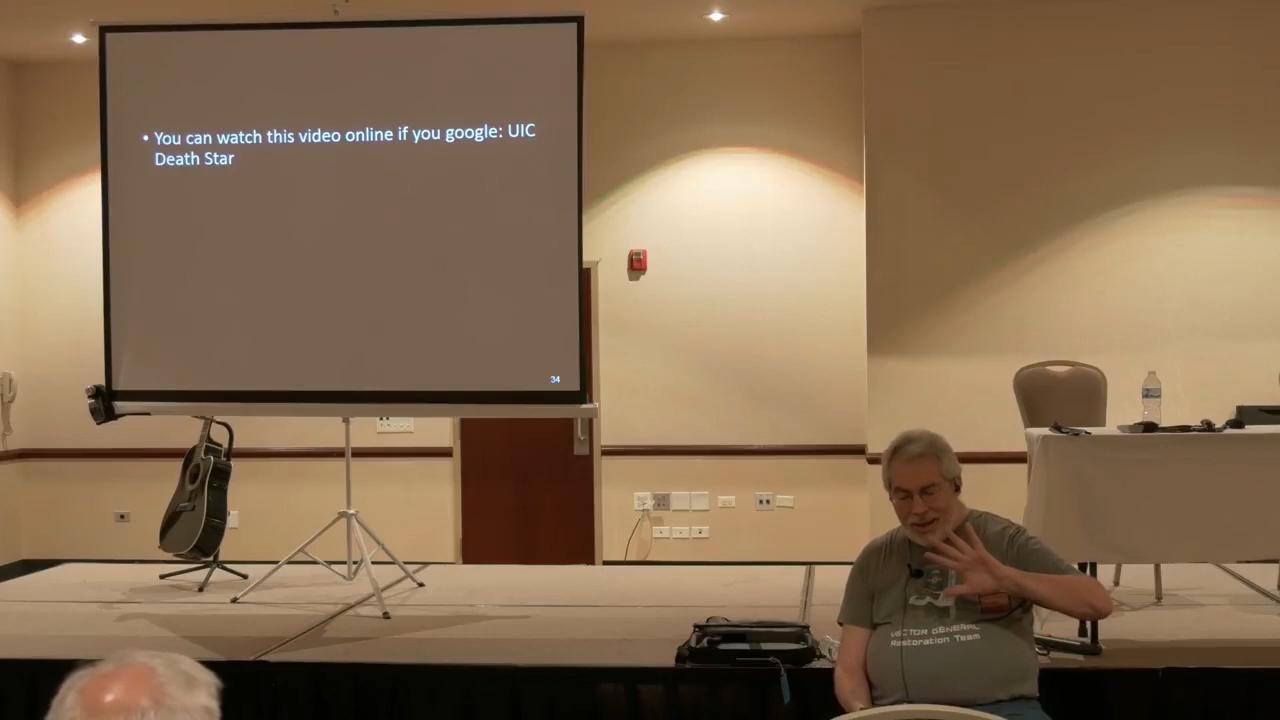 • You can watch this video online if you google: UIC
Death Star
34
VECTOR GENERAL
Restoration Team